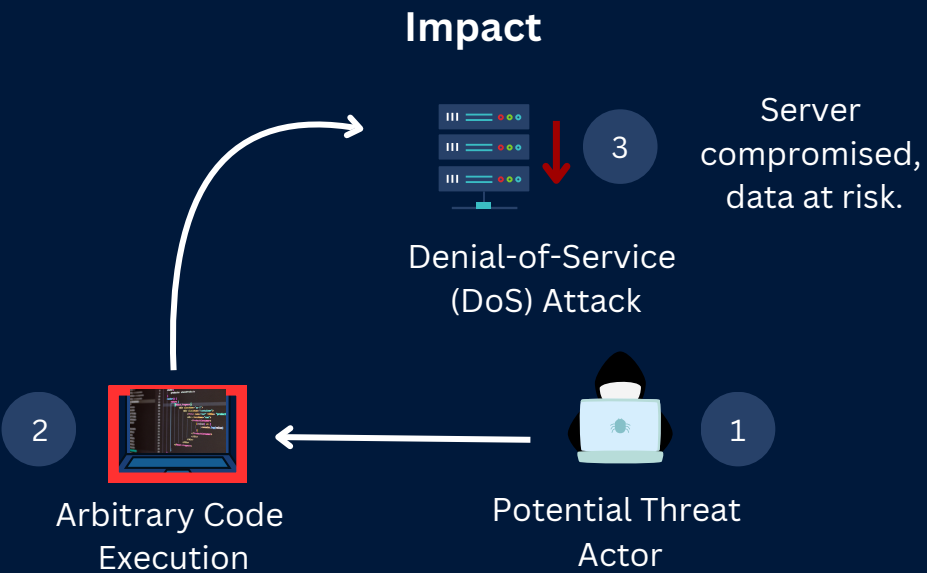 Impact
3
Server
compromised,
data at risk.
Denial-of-Service
(DoS) Attack
2
1
Arbitrary Code
Execution
Potential Threat
Actor